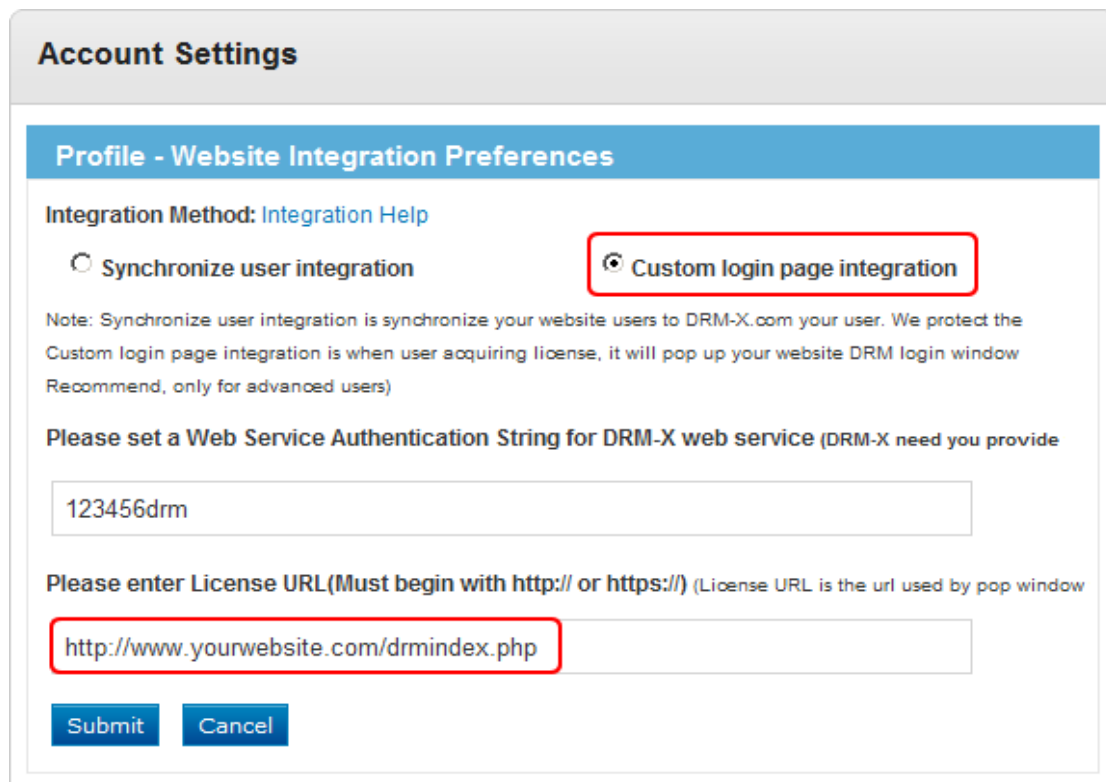 Account Settings
Profile - Website Integration Preferences
Integration Method: Integration Help
Synchronize user integration
Custom login page integration
Note: Synchronize user integration is synchronize your website users to DRM-X.com your user. We protect the
Custom login page integration is when user acquiring license, it will pop up your website DRM login window
Recommend, only for advanced users)
Please set a Web Service Authentication String for DRM-X web service (DRM-X need you provide
123456drm
Please enter License URL(Must begin with http:// or https://) (License URL is the url used by pop window
http://www.yourwebsite.com/drmindex.php
Submit
Cancel